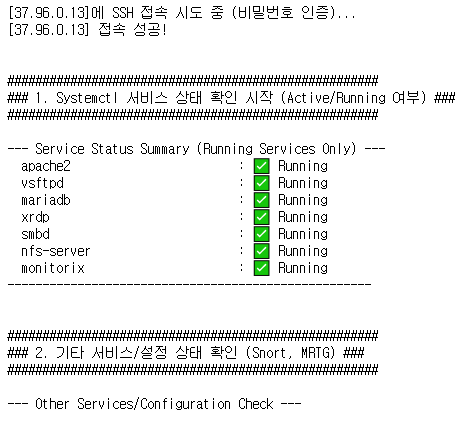 [37.96.0.13]에 SSH 접속 시도 중 (비밀번호 인증)...
[37.96.0.13] 접속 성공!
#####################################################
### 1. Systemctl 서비스 상태 확인 시작 (Active/Running 여부) ###
#####################################################
--- Service Status Summary (Running Services Only) ---
apache2 : ✅ Running
vsftpd : ✅ Running
mariadb : ✅ Running
xrdp : ✅ Running
smbd : ✅ Running
nfs-server : ✅ Running
monitorix : ✅ Running
----------------------------------------------------
#####################################################
### 2. 기타 서비스/설정 상태 확인 (Snort, MRTG) ###
#####################################################
--- Other Services/Configuration Check ---